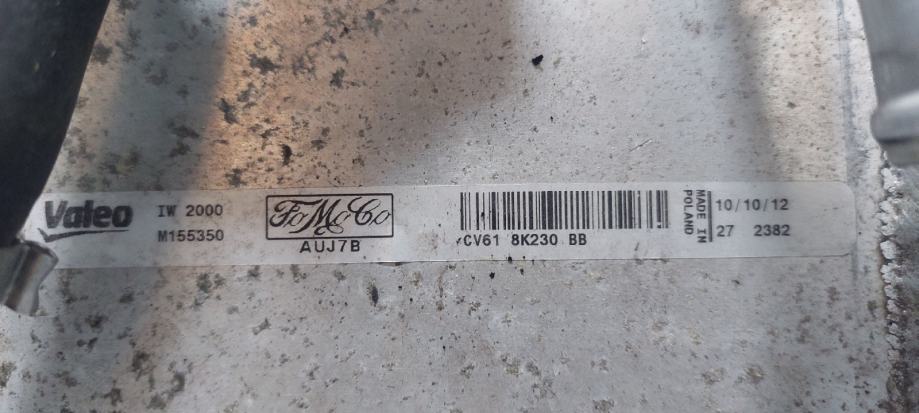 Valeo
IW 2000
M155350
FoMoCo
AUJ7B
CV61 8K230 BB
MADE IN
POLAND
10/10/12
27 2382